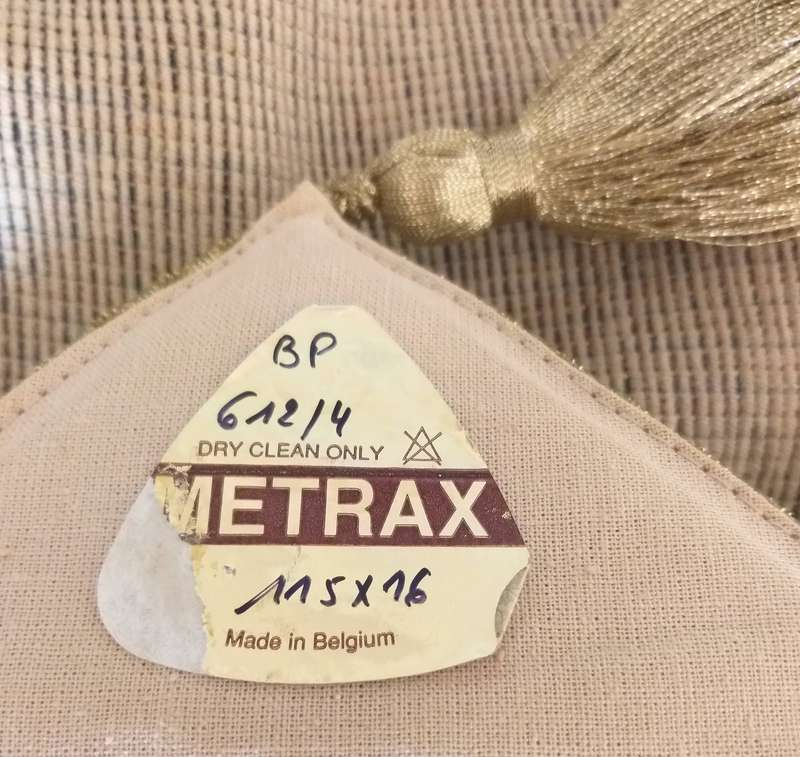 BP
612/4
DRY CLEAN ONLY
METRAX
115x16
Made in Belgium